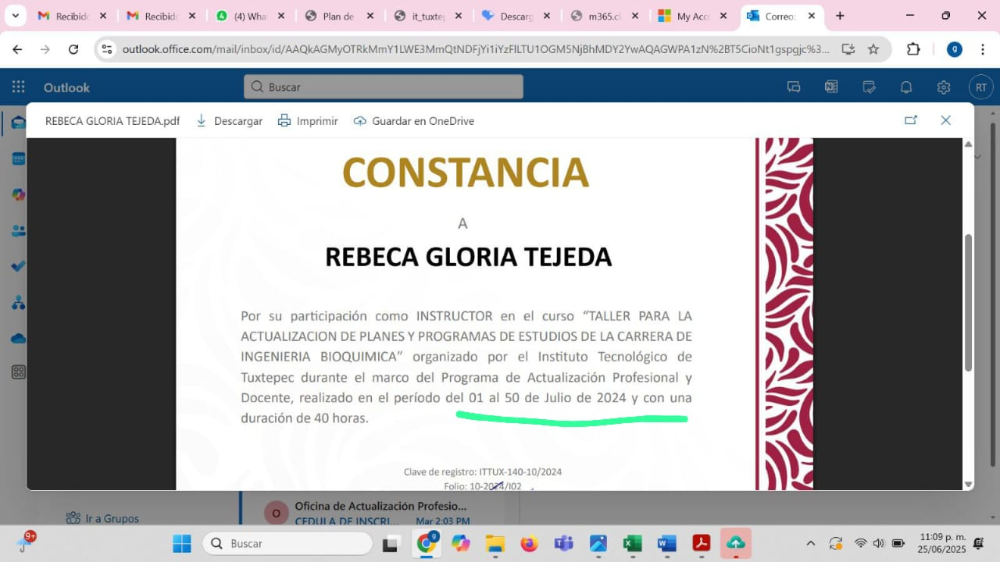 Recibido
Recibido
(4) Wha
Plan de
it_tuxtep
Descarg
m365.cl
My Acc
Correo:
outlook.office.com/mail/inbox/id/AAQkAGMyOTRkMmY1LWE3MmQtNDFjYi1iYzFlLTU1OGM5NjBhMDY2YwAQAGWPA1zN%2BT5CioNt1gspgjc%3...
g
Outlook
Buscar
RT
REBECA GLORIA TEJEDA.pdf Descargar Imprimir Guardar en OneDrive
CONSTANCIA
A
REBECA GLORIA TEJEDA
Por su participación como INSTRUCTOR en el curso “TALLER PARA LA
ACTUALIZACION DE PLANES Y PROGRAMAS DE ESTUDIOS DE LA CARRERA DE
INGENIERIA BIOQUIMICA” organizado por el Instituto Tecnológico de
Tuxtepec durante el marco del Programa de Actualización Profesional y
Docente, realizado en el período del 01 al 50 de Julio de 2024 y con una
duración de 40 horas.
Clave de registro: ITTUX-140-10/2024
Folio: 10-2024/I02
Ir a Grupos
O
Oficina de Actualización Profesio...
CEDULA DE INSCRI... Mar 2:03 PM
9+
Buscar
g
11:09 p. m.
25/06/2025